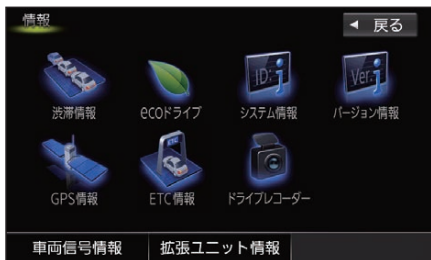 情報
◀ 戻る
ID: i
Ver. i
渋滞情報
ecoドライブ
システム情報
バージョン情報
ETC
GPS情報
ETC情報
ドライブレコーダー
車両信号情報
拡張ユニット情報